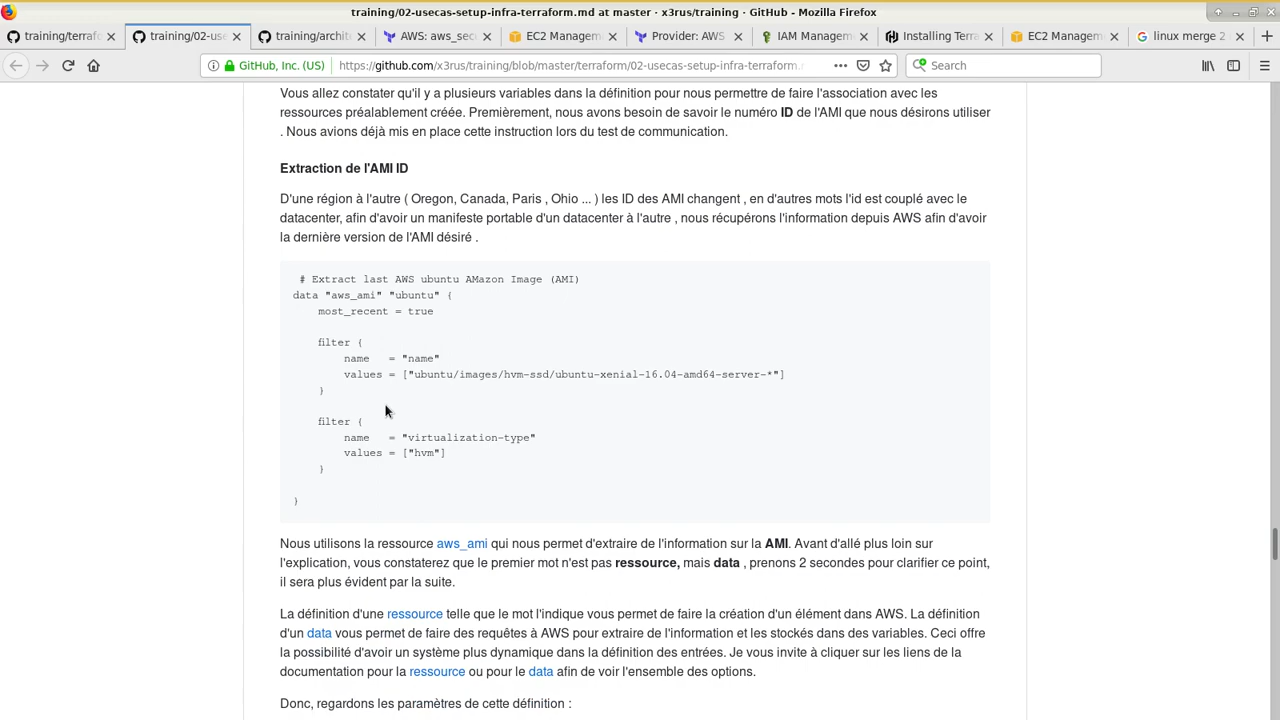 training/02-usecas-setup-infra-terraform.md at master · x3rus/training · GitHub - Mozilla Firefox
training/terrafo
training/02-use
training/archite
AWS: aws_secu
EC2 Managem
Provider: AWS
IAM Managem
Installing Terra
EC2 Managem
linux merge 2
GitHub, Inc. (US)
https://github.com/x3rus/training/blob/master/terraform/02-usecas-setup-infra-terraform.
Search
Vous allez constater qu'il y a plusieurs variables dans la définition pour nous permettre de faire l'association avec les
ressources préalablement créée. Premièrement, nous avons besoin de savoir le numéro ID de l'AMI que nous désirons utiliser
. Nous avions déjà mis en place cette instruction lors du test de communication.
Extraction de l'AMI ID
D'une région à l'autre ( Oregon, Canada, Paris , Ohio ... ) les ID des AMI changent , en d'autres mots l'id est couplé avec le
datacenter, afin d'avoir un manifeste portable d'un datacenter à l'autre , nous récupérons l'information depuis AWS afin d'avoir
la dernière version de l'AMI désiré .
# Extract last AWS ubuntu AMazon Image (AMI)
data "aws_ami" "ubuntu" {
most_recent = true
filter {
name = "name"
values = ["ubuntu/images/hvm-ssd/ubuntu-xenial-16.04-amd64-server-*"]
}
filter {
name = "virtualization-type"
values = ["hvm"]
}
}
Nous utilisons la ressource aws_ami qui nous permet d'extraire de l'information sur la AMI. Avant d'allé plus loin sur
l'explication, vous constaterez que le premier mot n'est pas ressource, mais data , prenons 2 secondes pour clarifier ce point,
il sera plus évident par la suite.
La définition d'une ressource telle que le mot l'indique vous permet de faire la création d'un élément dans AWS. La définition
d'un data vous permet de faire des requêtes à AWS pour extraire de l'information et les stockés dans des variables. Ceci offre
la possibilité d'avoir un système plus dynamique dans la définition des entrées. Je vous invite à cliquer sur les liens de la
documentation pour la ressource ou pour le data afin de voir l'ensemble des options.
Donc, regardons les paramètres de cette définition :